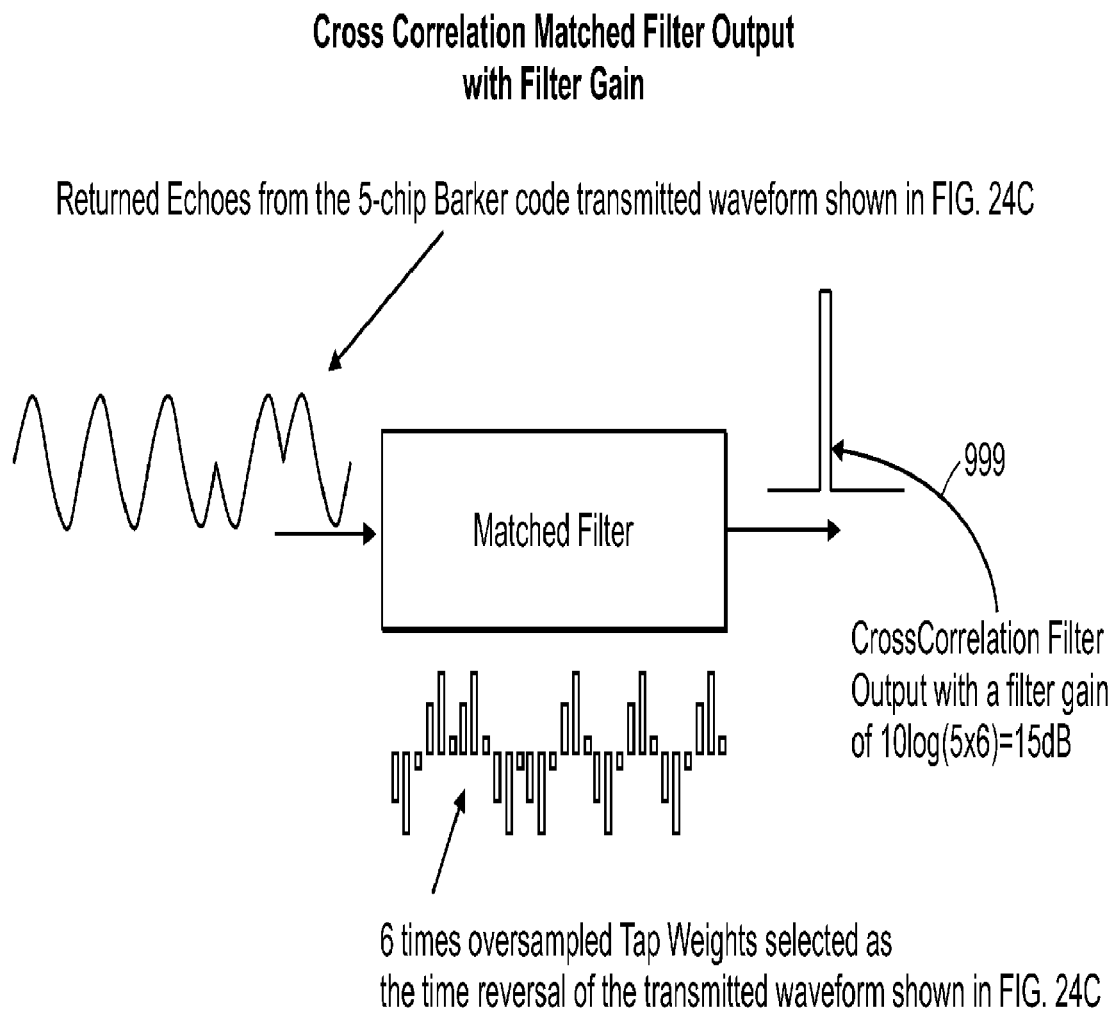 Cross Correlation Matched Filter Output
with Filter Gain
Returned Echoes from the 5-chip Barker code transmitted waveform shown in FIG. 24C
999
Matched Filter
CrossCorrelation Filter
Output with a filter gain
of 10log(5x6)=15dB
6 times oversampled Tap Weights selected as
the time reversal of the transmitted waveform shown in FIG. 24C